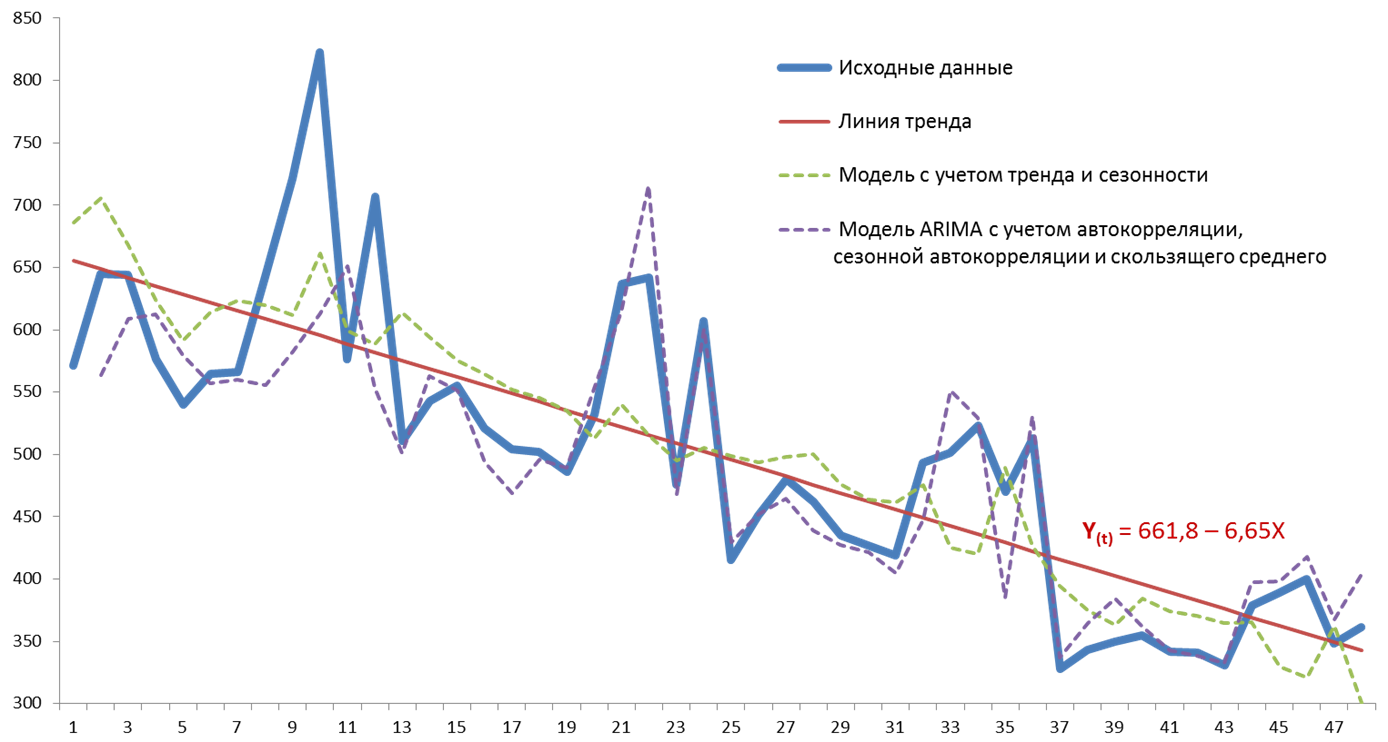 850
800
750
700
650
600
550
500
450
400
350
300
Исходные данные
Линия тренда
Модель с учетом тренда и сезонности
Модель ARIMA с учетом автокорреляции,
сезонной автокорреляции и скользящего среднего
Y(t) = 661,8 – 6,65X
1 3 5 7 9 11 13 15 17 19 21 23 25 27 29 31 33 35 37 39 41 43 45 47